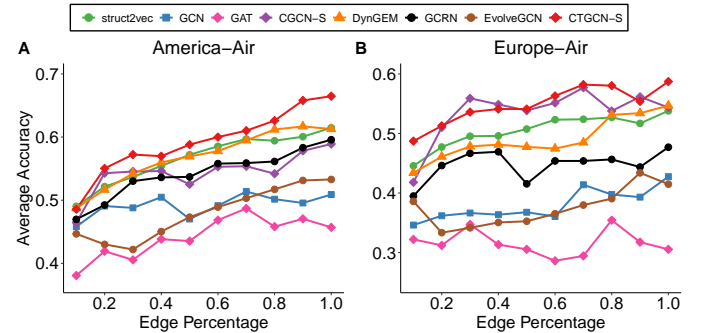 struct2vec GCN GAT CGCN−S DynGEM GCRN EvolveGCN CTGCN−S
A America−Air
B Europe−Air
Average Accuracy
0.7
0.6
0.5
0.4
0.2 0.4 0.6 0.8 1.0
Edge Percentage
0.6
0.5
0.4
0.3
0.2 0.4 0.6 0.8 1.0
Edge Percentage